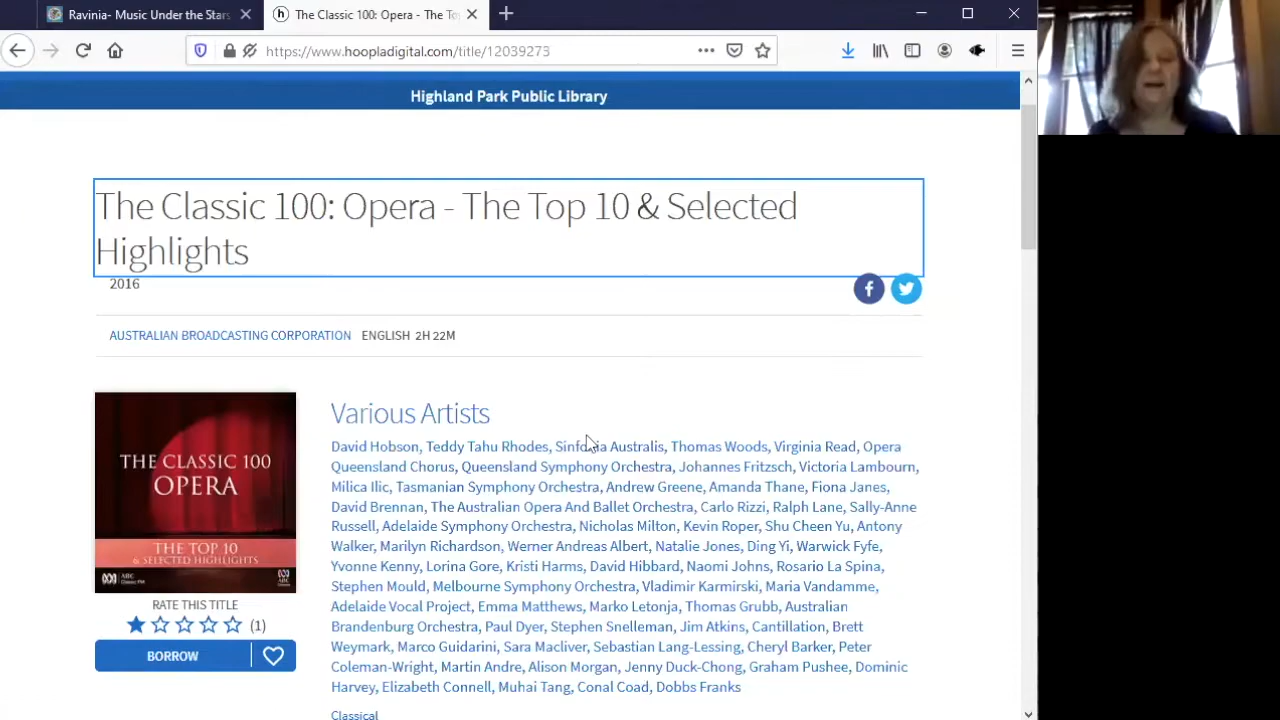 Ravinia- Music Under the Stars
The Classic 100: Opera - The To
https://www.hoopladigital.com/title/12039273
Highland Park Public Library
The Classic 100: Opera - The Top 10 & Selected
Highlights
2016
AUSTRALIAN BROADCASTING CORPORATION ENGLISH 2H 22M
THE CLASSIC 100
OPERA
THE TOP 10
& SELECTED HIGHLIGHTS
ABC
Classic FM
ABC
RATE THIS TITLE
(1)
BORROW
Various Artists
David Hobson, Teddy Tahu Rhodes, Sinfonia Australis, Thomas Woods, Virginia Read, Opera
Queensland Chorus, Queensland Symphony Orchestra, Johannes Fritzsch, Victoria Lambourn,
Milica Ilic, Tasmanian Symphony Orchestra, Andrew Greene, Amanda Thane, Fiona Janes,
David Brennan, The Australian Opera And Ballet Orchestra, Carlo Rizzi, Ralph Lane, Sally-Anne
Russell, Adelaide Symphony Orchestra, Nicholas Milton, Kevin Roper, Shu Cheen Yu, Antony
Walker, Marilyn Richardson, Werner Andreas Albert, Natalie Jones, Ding Yi, Warwick Fyfe,
Yvonne Kenny, Lorina Gore, Kristi Harms, David Hibbard, Naomi Johns, Rosario La Spina,
Stephen Mould, Melbourne Symphony Orchestra, Vladimir Karmirski, Maria Vandamme,
Adelaide Vocal Project, Emma Matthews, Marko Letonja, Thomas Grubb, Australian
Brandenburg Orchestra, Paul Dyer, Stephen Snelleman, Jim Atkins, Cantillation, Brett
Weymark, Marco Guidarini, Sara Macliver, Sebastian Lang-Lessing, Cheryl Barker, Peter
Coleman-Wright, Martin Andre, Alison Morgan, Jenny Duck-Chong, Graham Pushee, Dominic
Harvey, Elizabeth Connell, Muhai Tang, Conal Coad, Dobbs Franks
Classical